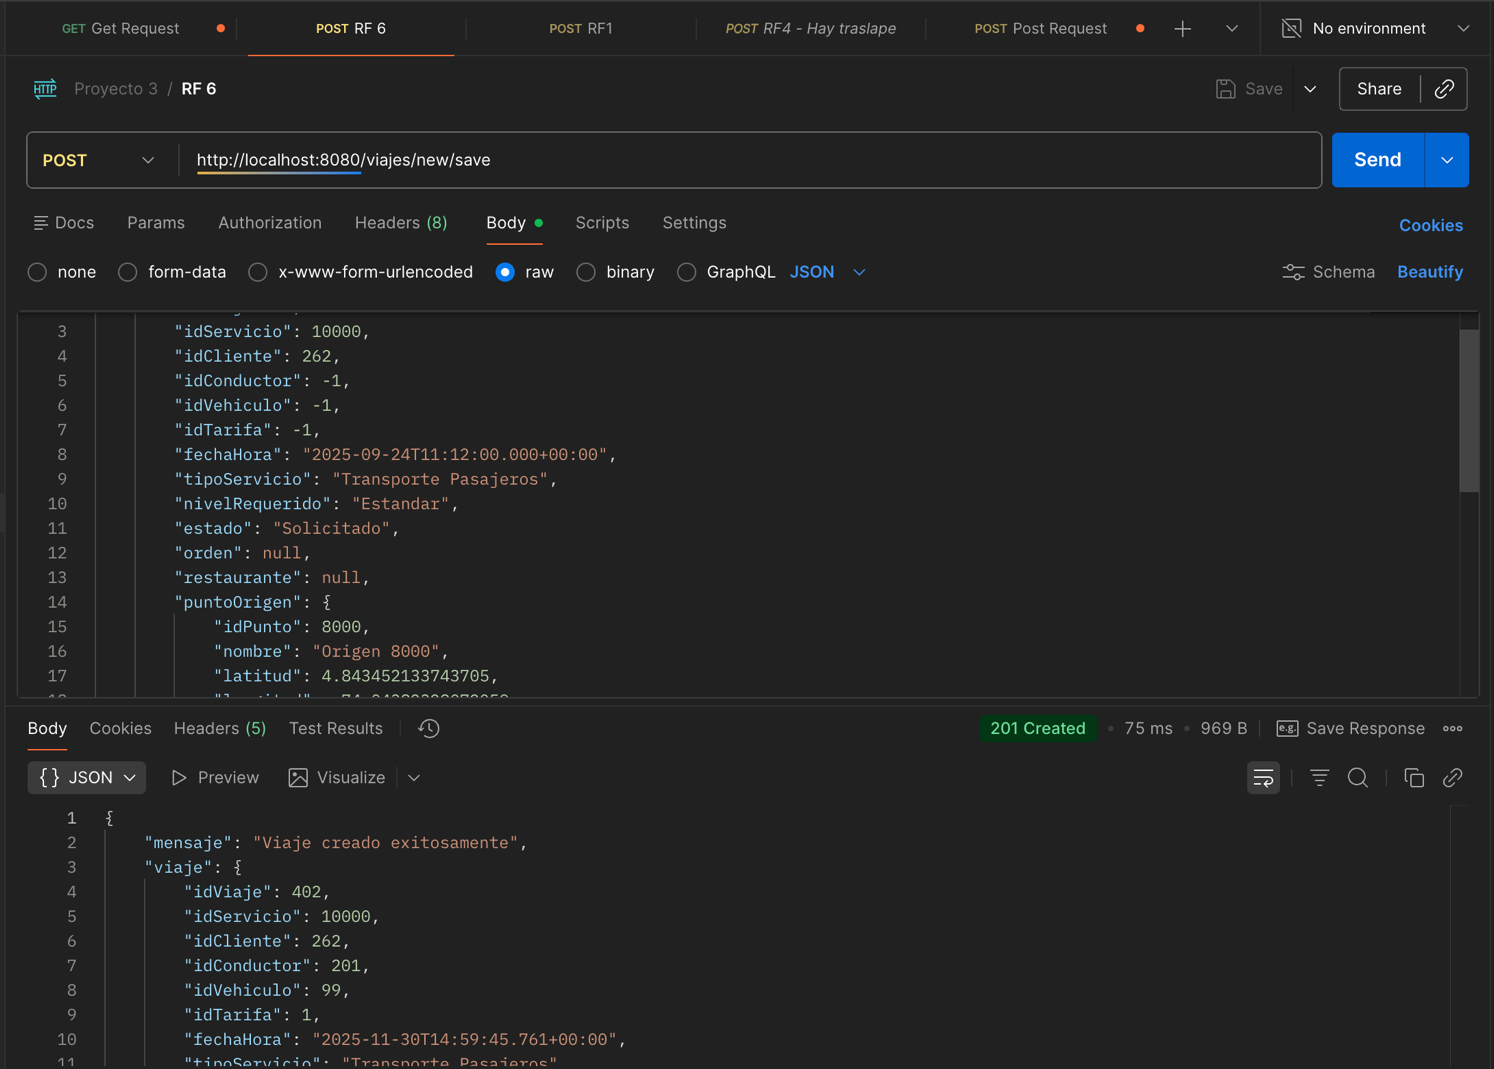 GET Get Request POST RF 6 POST RF1 POST RF4 - Hay traslape POST Post Request No environment
HTTP Proyecto 3 / RF 6 Save Share
POST http://localhost:8080/viajes/new/save Send
Docs Params Authorization Headers (8) Body Scripts Settings Cookies
none form-data x-www-form-urlencoded raw binary GraphQL JSON Schema Beautify
3 "idServicio": 10000,
4 "idCliente": 262,
5 "idConductor": -1,
6 "idVehiculo": -1,
7 "idTarifa": -1,
8 "fechaHora": "2025-09-24T11:12:00.000+00:00",
9 "tipoServicio": "Transporte Pasajeros",
10 "nivelRequerido": "Estandar",
11 "estado": "Solicitado",
12 "orden": null,
13 "restaurante": null,
14 "puntoOrigen": {
15 "idPunto": 8000,
16 "nombre": "Origen 8000",
17 "latitud": 4.843452133743705,
Body Cookies Headers (5) Test Results 201 Created • 75 ms • 969 B e.g. Save Response
{} JSON Preview Visualize
1 {
2 "mensaje": "Viaje creado exitosamente",
3 "viaje": {
4 "idViaje": 402,
5 "idServicio": 10000,
6 "idCliente": 262,
7 "idConductor": 201,
8 "idVehiculo": 99,
9 "idTarifa": 1,
10 "fechaHora": "2025-11-30T14:59:45.761+00:00",
11 "tipoServicio": "Transporte Pasajeros"